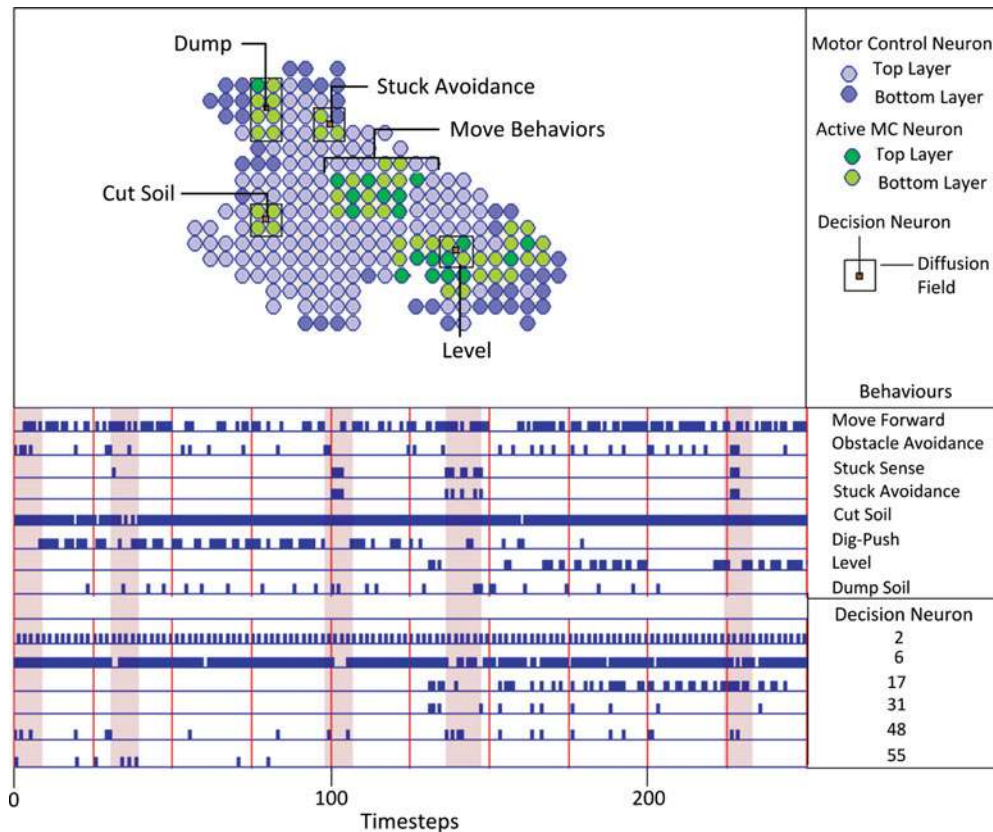 Dump
Stuck Avoidance
Move Behaviors
Cut Soil
Level
Motor Control Neuron
Top Layer
Bottom Layer
Active MC Neuron
Top Layer
Bottom Layer
Decision Neuron
Diffusion
Field
Behaviours
Move Forward
Obstacle Avoidance
Stuck Sense
Stuck Avoidance
Cut Soil
Dig-Push
Level
Dump Soil
Decision Neuron
2
6
17
31
48
55
0 100 200
Timesteps